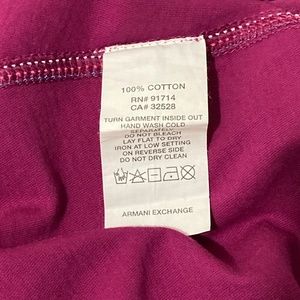 100% COTTON
RN# 91714
CA# 32528
TURN GARMENT INSIDE OUT
HAND WASH COLD
SEPARATELY
DO NOT BLEACH
LAY FLAT TO DRY
IRON AT LOW SETTING
ON REVERSE SIDE
DO NOT DRY CLEAN
ARMANI EXCHANGE